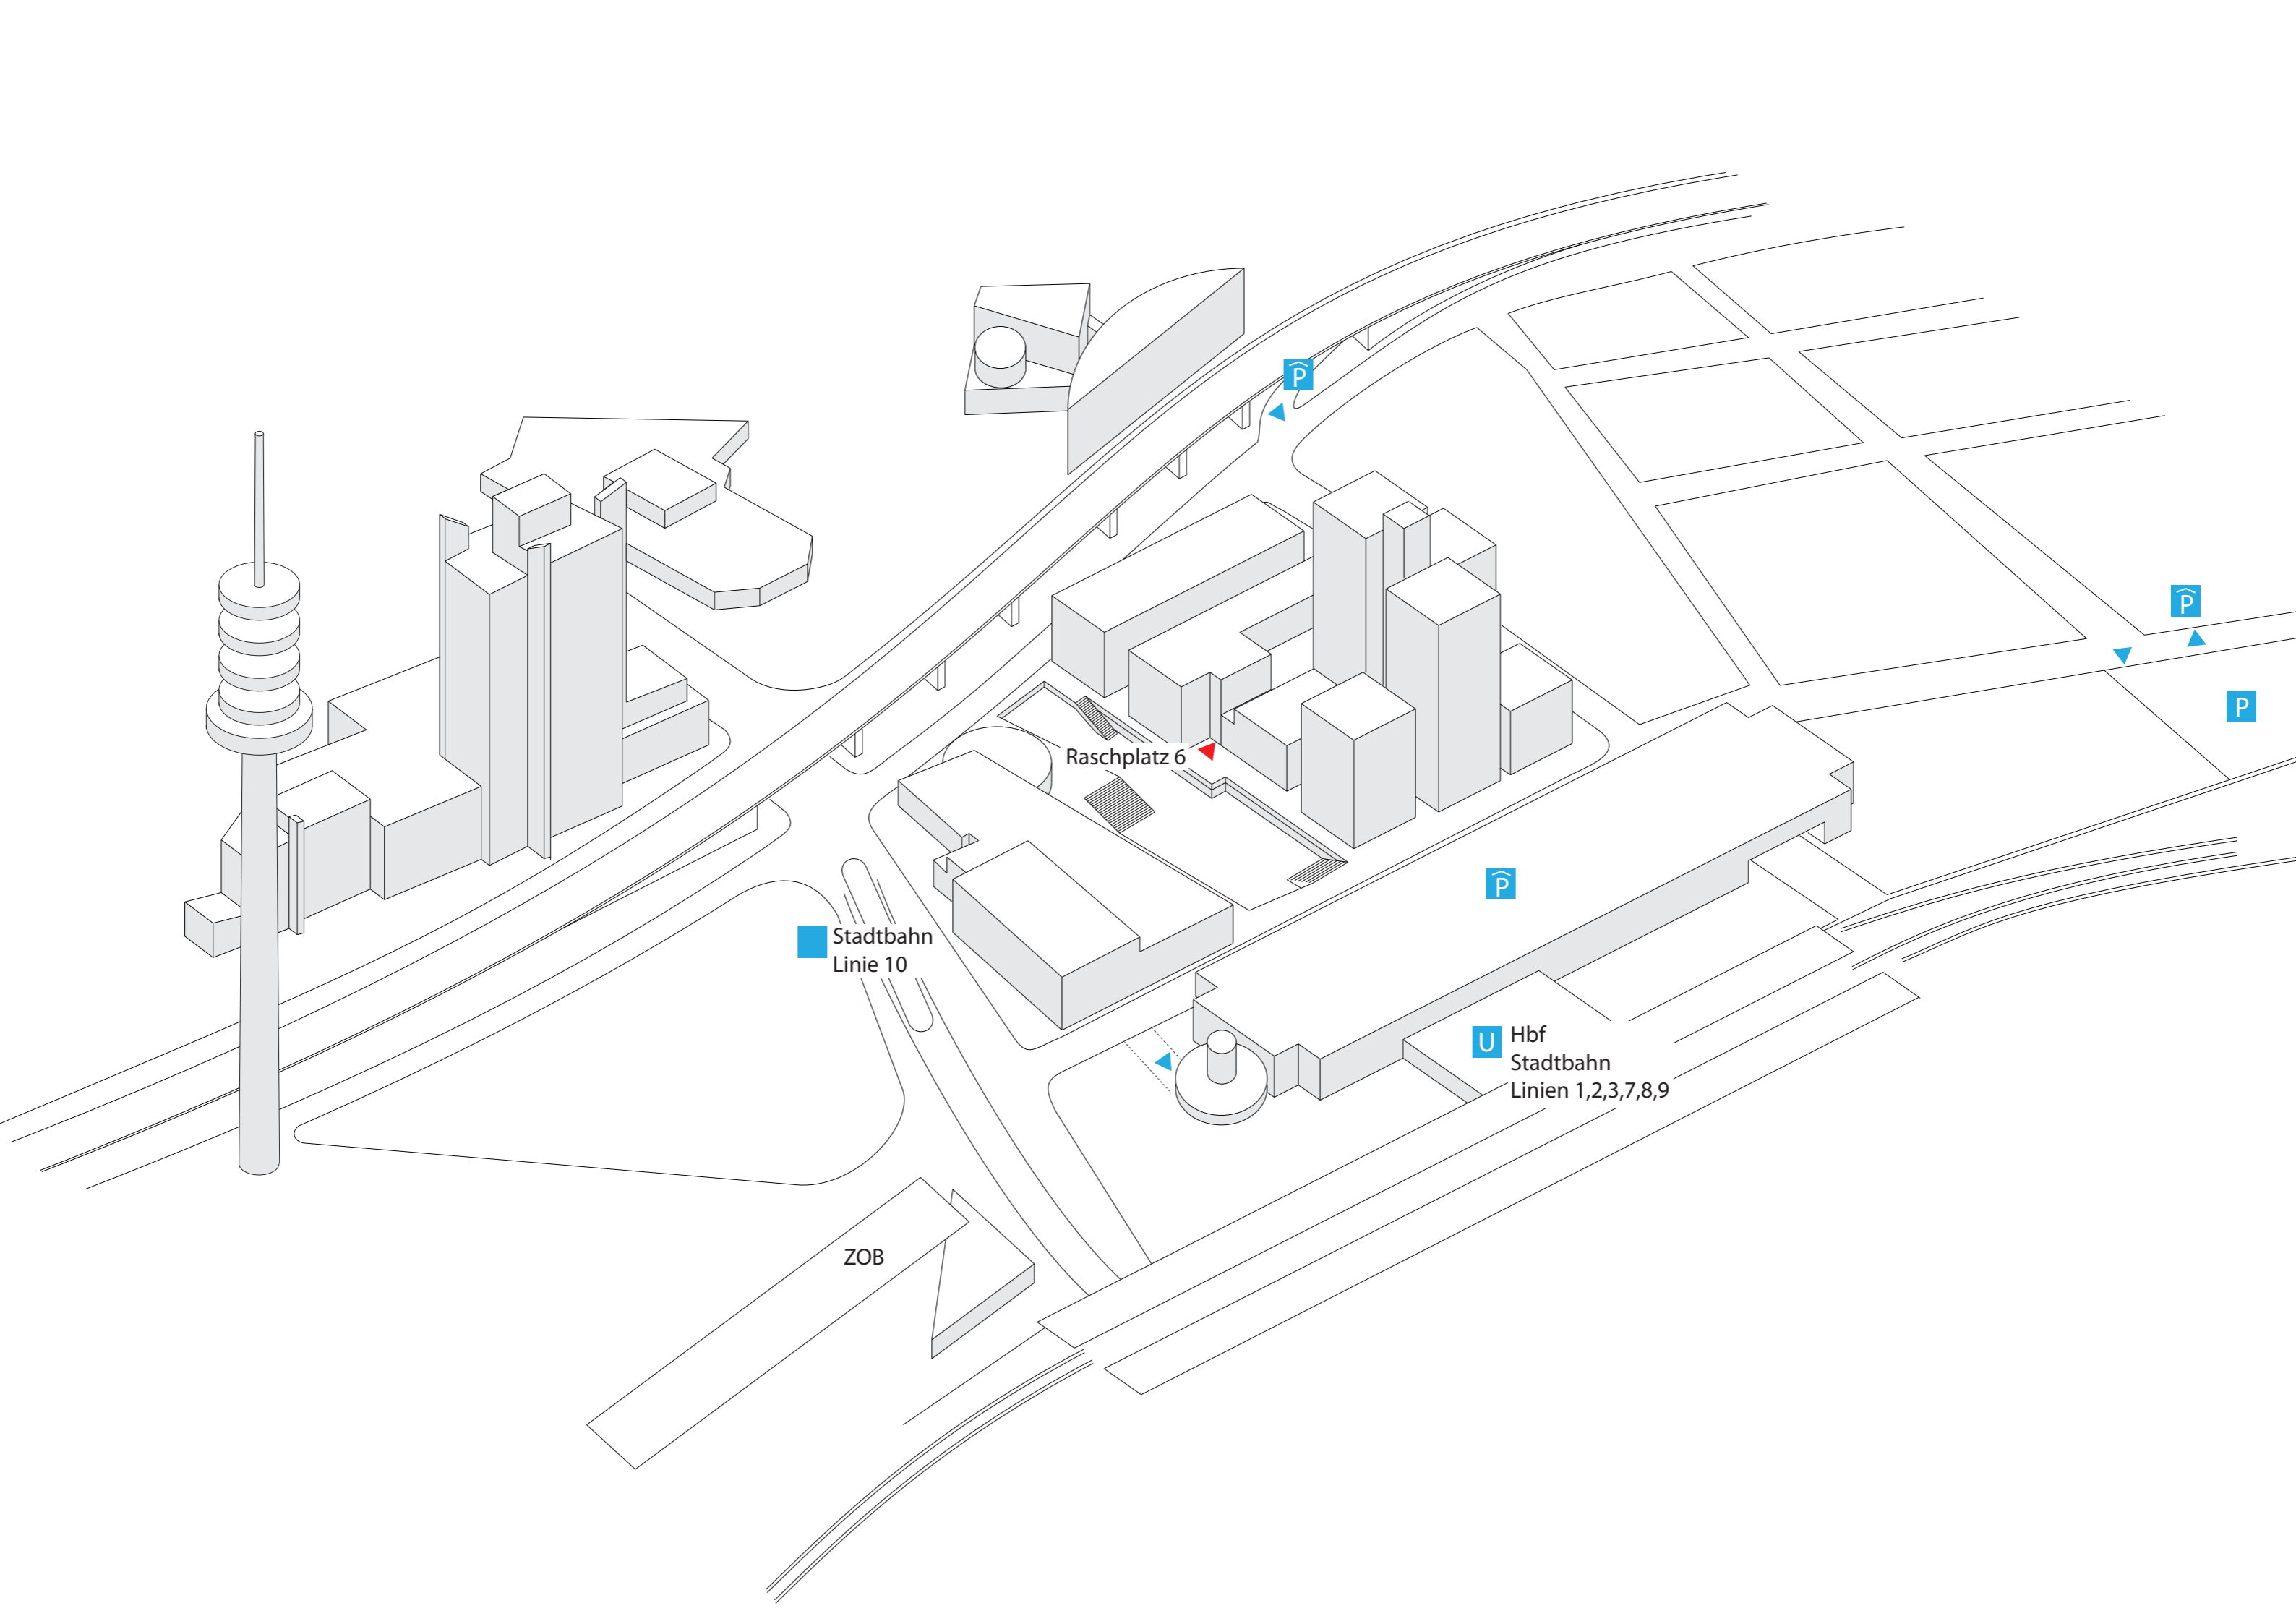 P
P
P
Raschplatz 6
P
Stadtbahn
Linie 10
U
Hbf
Stadtbahn
Linien 1,2,3,7,8,9
ZOB